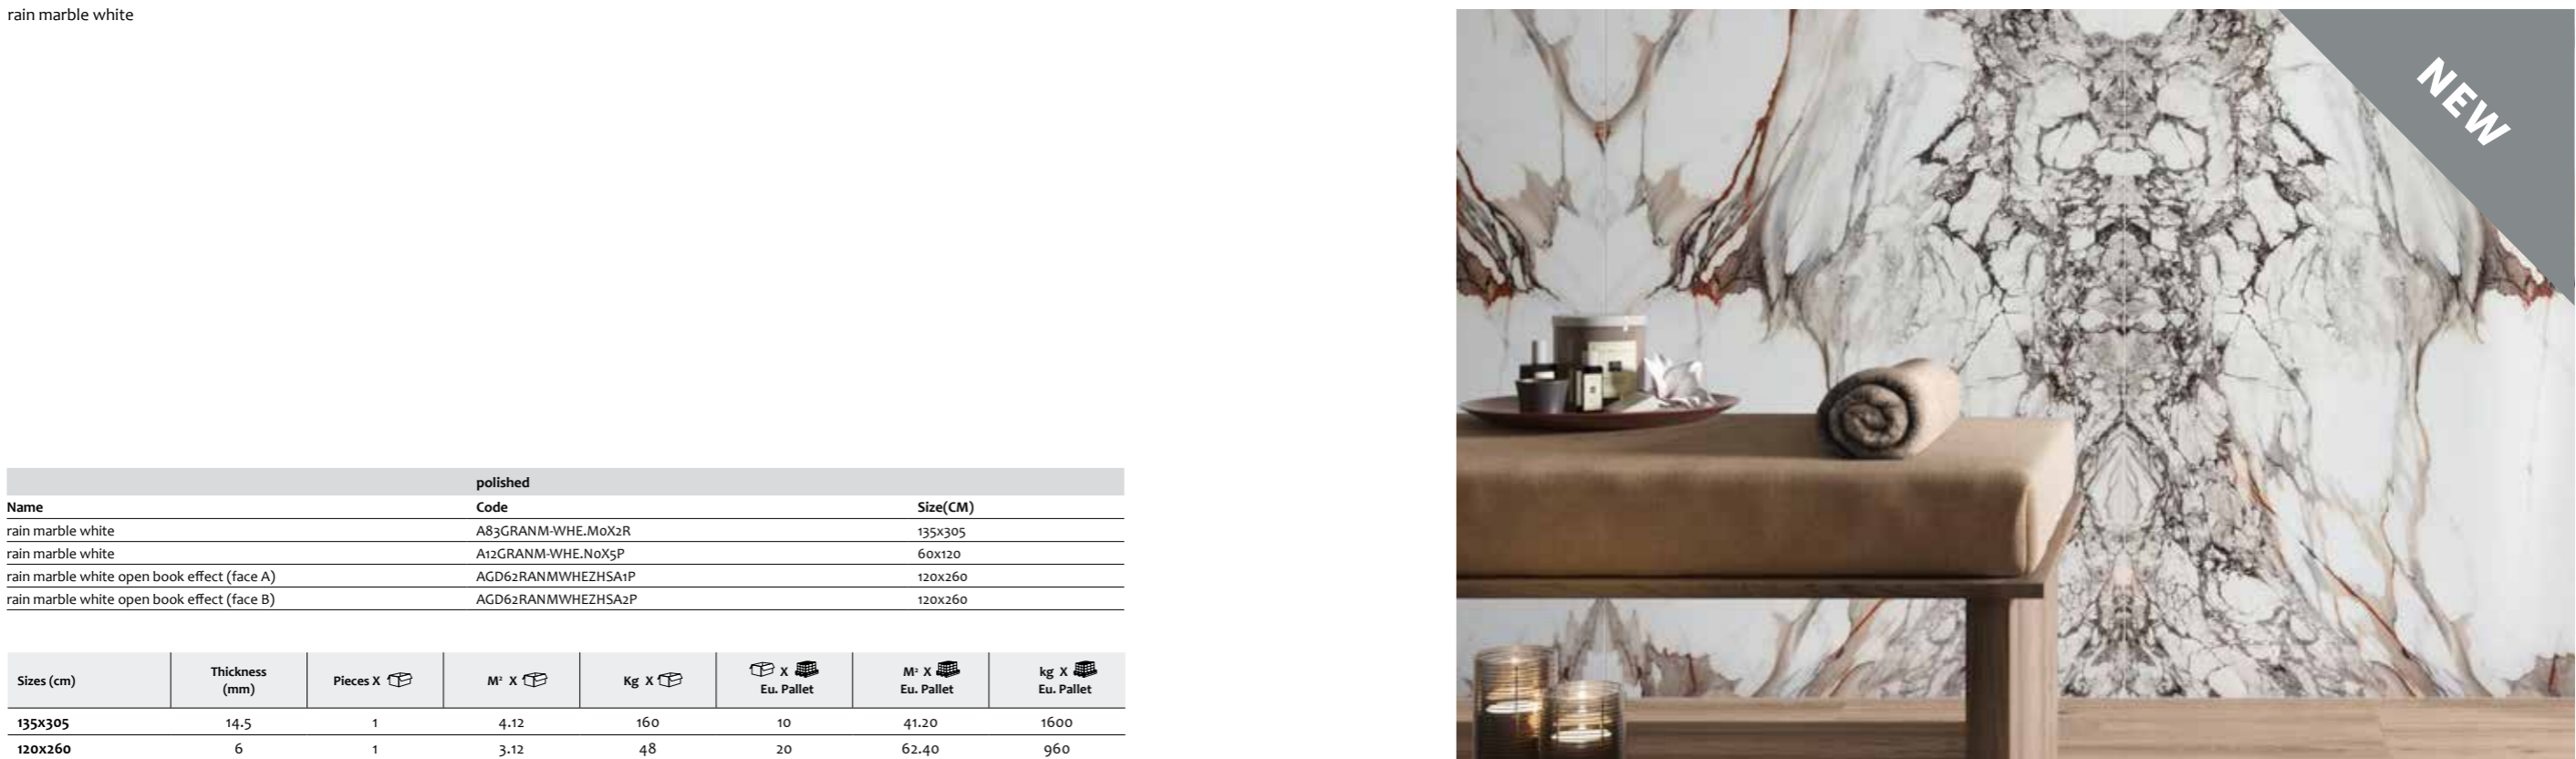 rain marble white
NEW
polished
Name Code Size(CM)
rain marble white A83GRANM-WHE.M0X2R 135x305
rain marble white A12GRANM-WHE.N0X5P 60x120
rain marble white open book effect (face A) AGD62RANMWHEZHSA1P 120x260
rain marble white open book effect (face B) AGD62RANMWHEZHSA2P 120x260
Sizes (cm) Thickness (mm) Pieces X M² X Kg X X Eu. Pallet M² X Eu. Pallet kg X Eu. Pallet
135x305 14.5 1 4.12 160 10 41.20 1600
120x260 6 1 3.12 48 20 62.40 960